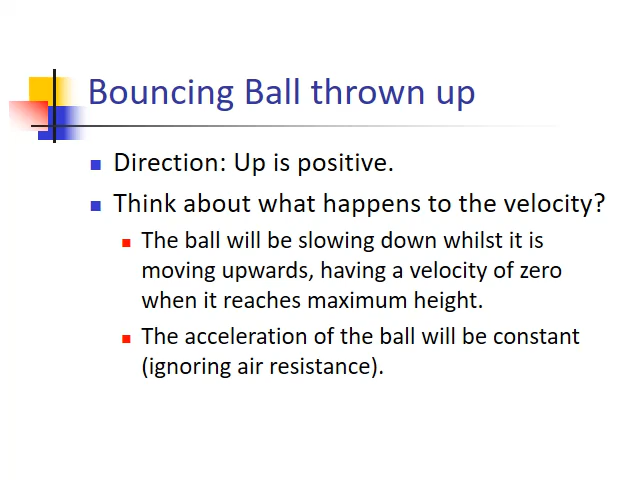 Bouncing Ball thrown up
Direction: Up is positive.
Think about what happens to the velocity?
The ball will be slowing down whilst it is
moving upwards, having a velocity of zero
when it reaches maximum height.
The acceleration of the ball will be constant
(ignoring air resistance).